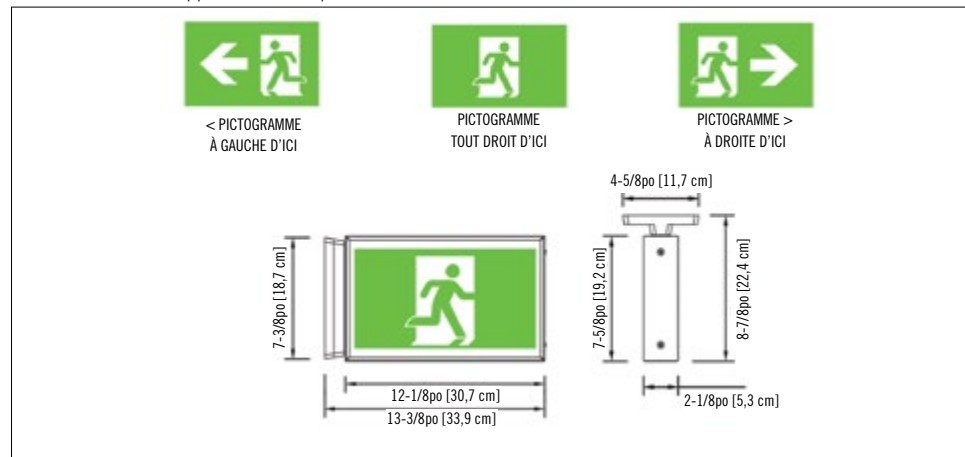 < PICTOGRAMME
À GAUCHE D'ICI
PICTOGRAMME
TOUT DROIT D'ICI
PICTOGRAMME >
À DROITE D'ICI
4-5/8po [11,7 cm]
7-3/8po [18,7 cm]
7-5/8po [19,2 cm]
8-7/8po [22,4 cm]
12-1/8po [30,7 cm]
13-3/8po [33,9 cm]
2-1/8po [5,3 cm]